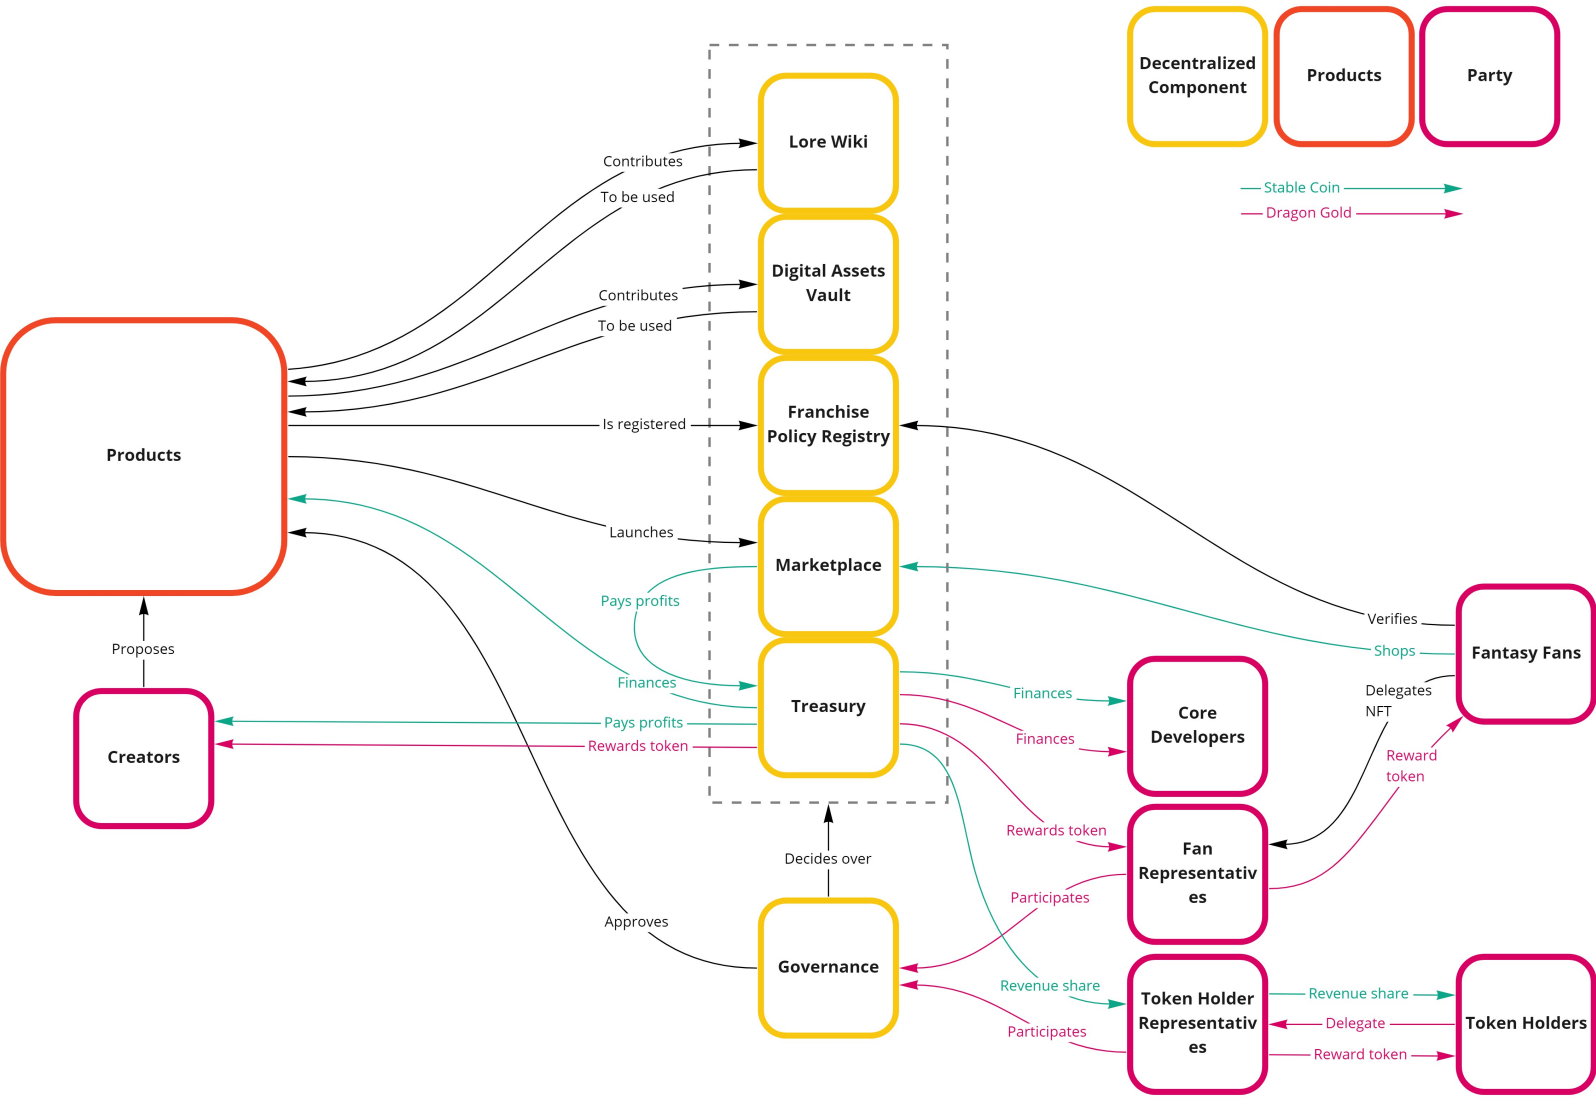 Decentralized
Component
Products
Party
Stable Coin
Dragon Gold
Lore Wiki
Contributes
To be used
Digital Assets
Vault
Contributes
To be used
Franchise
Policy Registry
Is registered
Products
Launches
Marketplace
Pays profits
Verifies
Shops
Fantasy Fans
Proposes
Finances
Treasury
Pays profits
Rewards token
Creators
Finances
Finances
Core
Developers
Delegates
NFT
Reward
token
Rewards token
Fan
Representativ
es
Decides over
Participates
Approves
Governance
Revenue share
Participates
Token Holder
Representativ
es
Revenue share
Delegate
Reward token
Token Holders